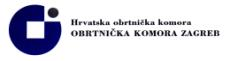 Hrvatska obrtnička komora
OBRTNIČKA KOMORA ZAGREB